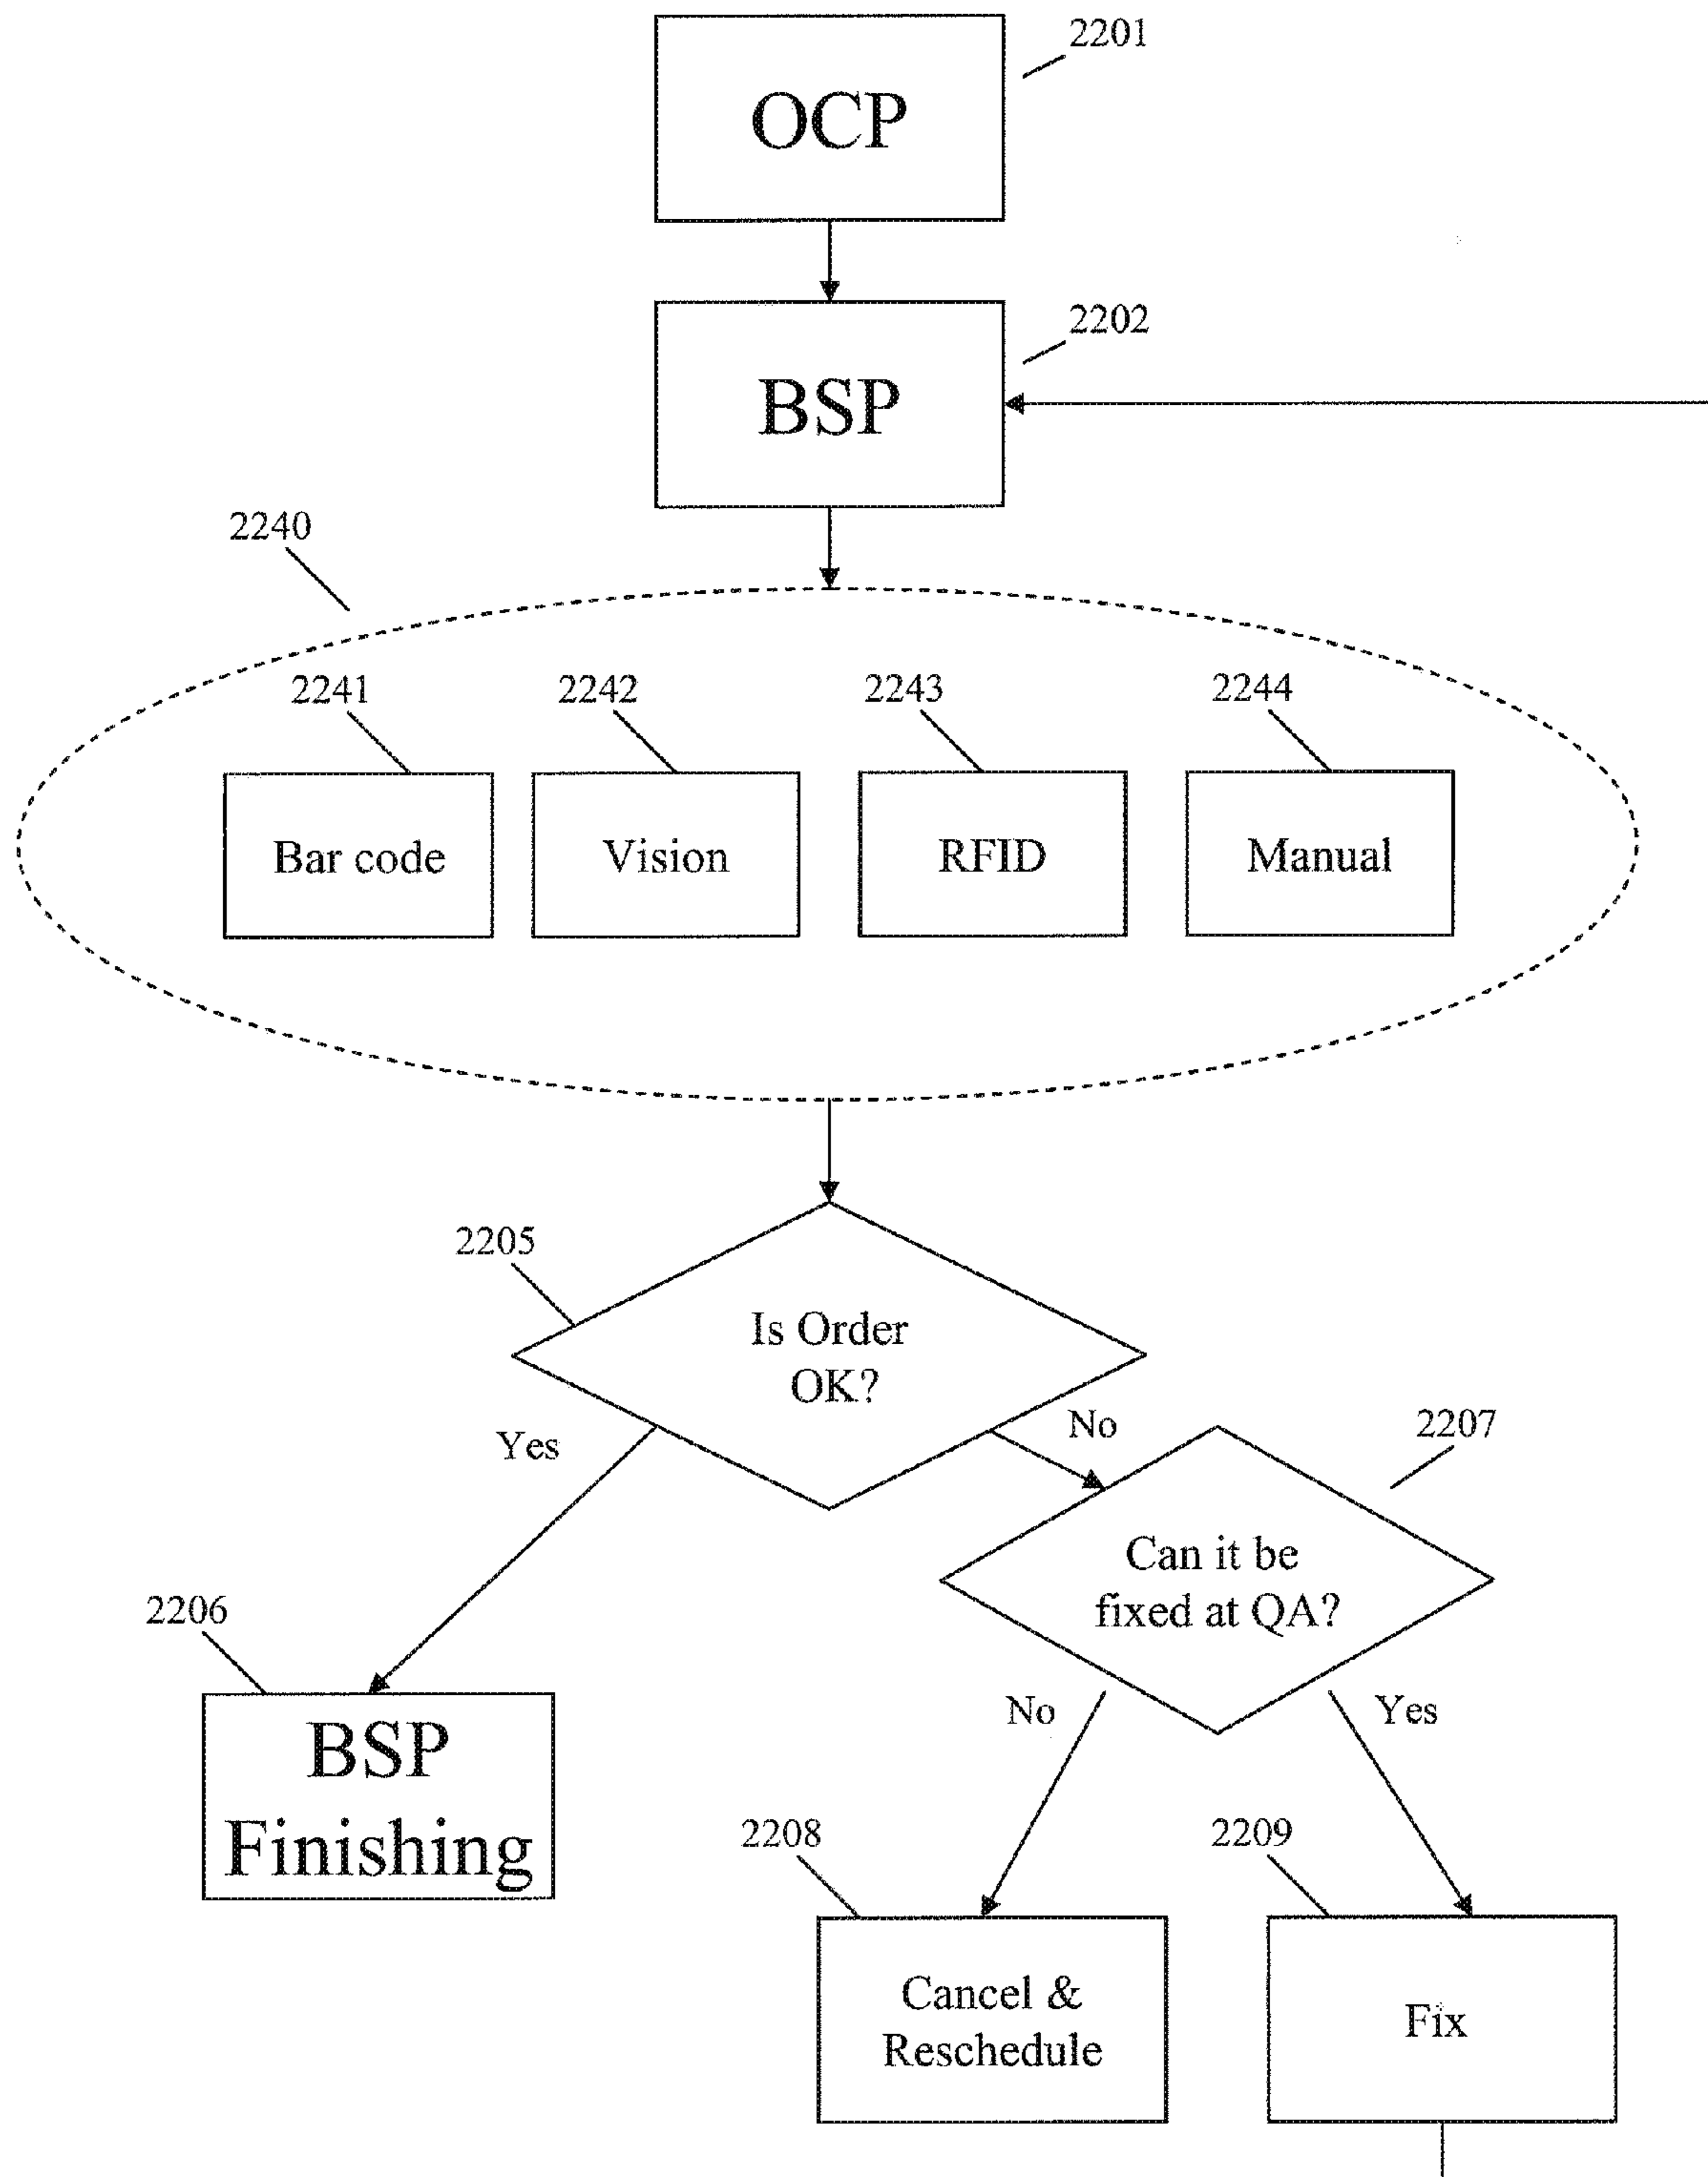 2201
OCP
2202
BSP
2240
2241
2242
2243
2244
Bar code
Vision
RFID
Manual
2205
Is Order
OK?
Yes
No
2207
Can it be
fixed at QA?
2206
BSP
Finishing
No
Yes
2208
2209
Cancel &
Reschedule
Fix